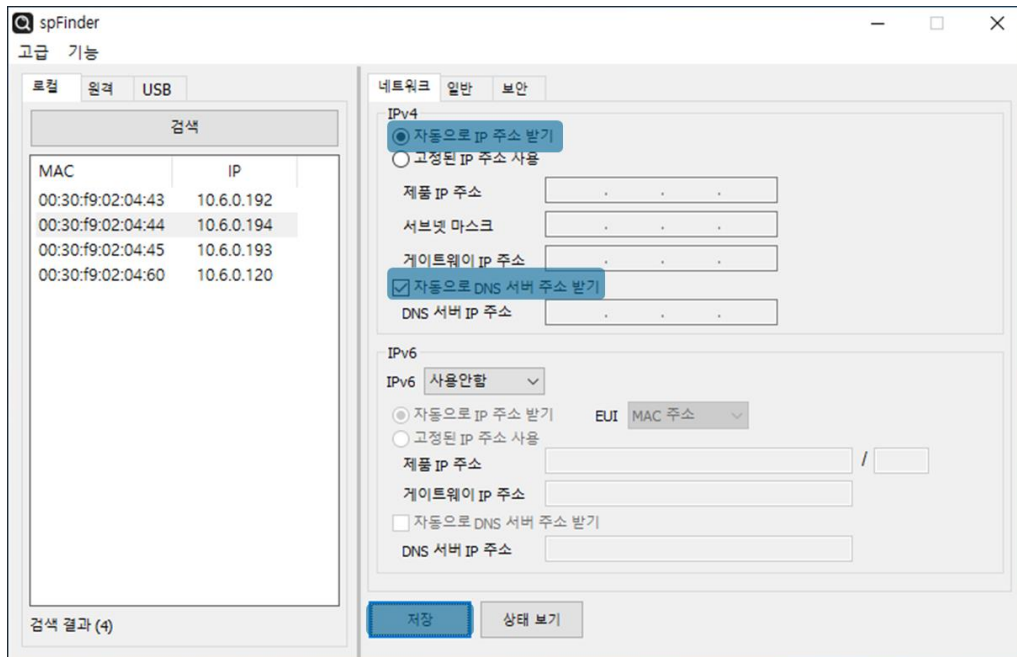 spFinder
고급 기능
로컬 원격 USB
검색
MAC IP
00:30:f9:02:04:43 10.6.0.192
00:30:f9:02:04:44 10.6.0.194
00:30:f9:02:04:45 10.6.0.193
00:30:f9:02:04:60 10.6.0.120
검색 결과 (4)
네트워크 일반 보안
IPv4
자동으로 IP 주소 받기
고정된 IP 주소 사용
제품 IP 주소 . . .
서브넷 마스크 . . .
게이트웨이 IP 주소 . . .
자동으로 DNS 서버 주소 받기
DNS 서버 IP 주소 . . .
IPv6
IPv6 사용안함
자동으로 IP 주소 받기 EUI MAC 주소
고정된 IP 주소 사용
제품 IP 주소 /
게이트웨이 IP 주소
자동으로 DNS 서버 주소 받기
DNS 서버 IP 주소
저장 상태 보기